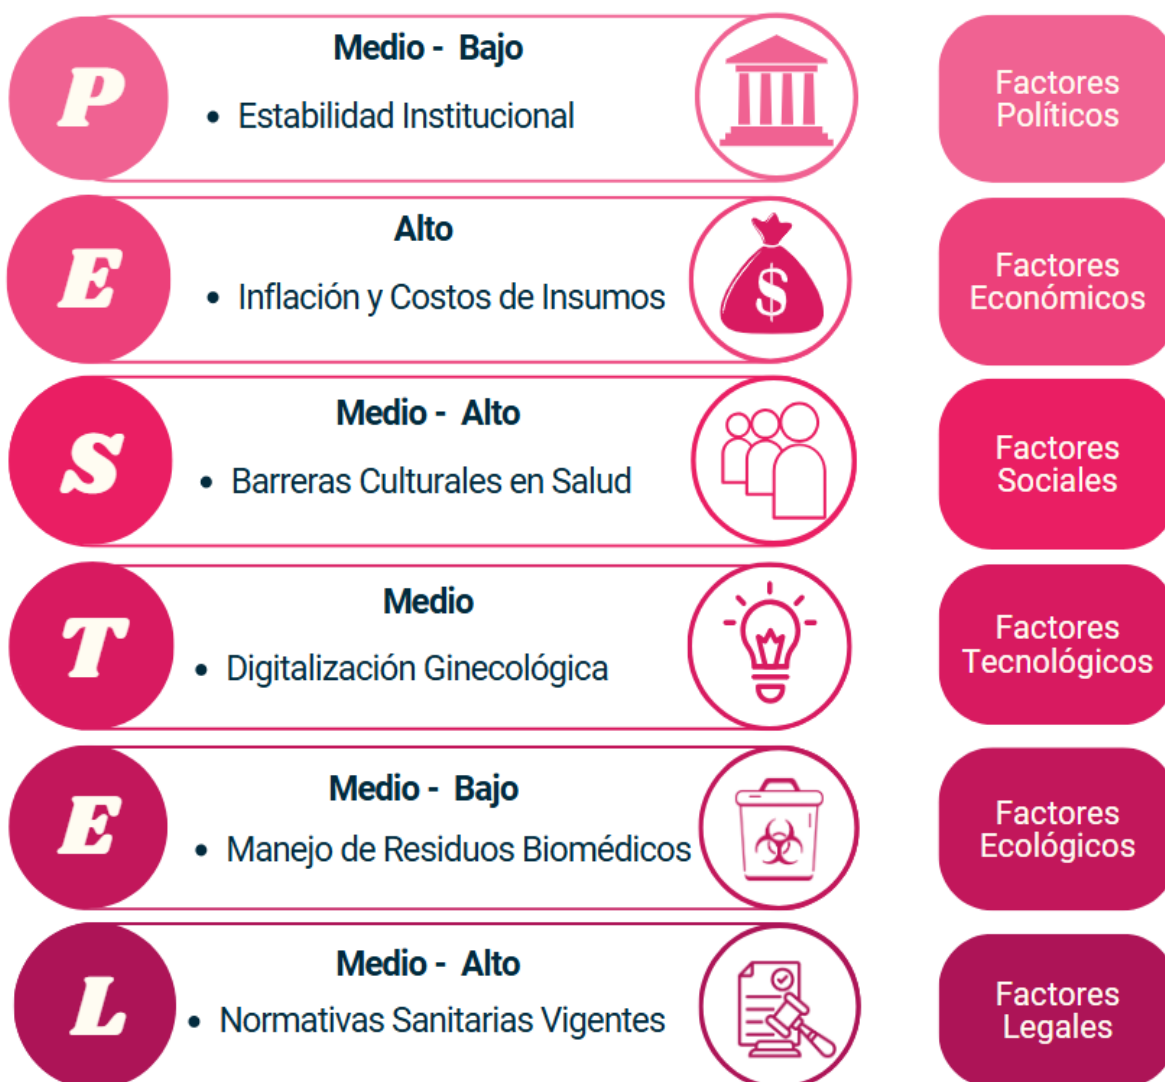 P
Medio - Bajo
• Estabilidad Institucional
Factores
Políticos
E
Alto
• Inflación y Costos de Insumos
$
Factores
Económicos
S
Medio - Alto
• Barreras Culturales en Salud
Factores
Sociales
T
Medio
• Digitalización Ginecológica
Factores
Tecnológicos
E
Medio - Bajo
• Manejo de Residuos Biomédicos
Factores
Ecológicos
L
Medio - Alto
• Normativas Sanitarias Vigentes
Factores
Legales